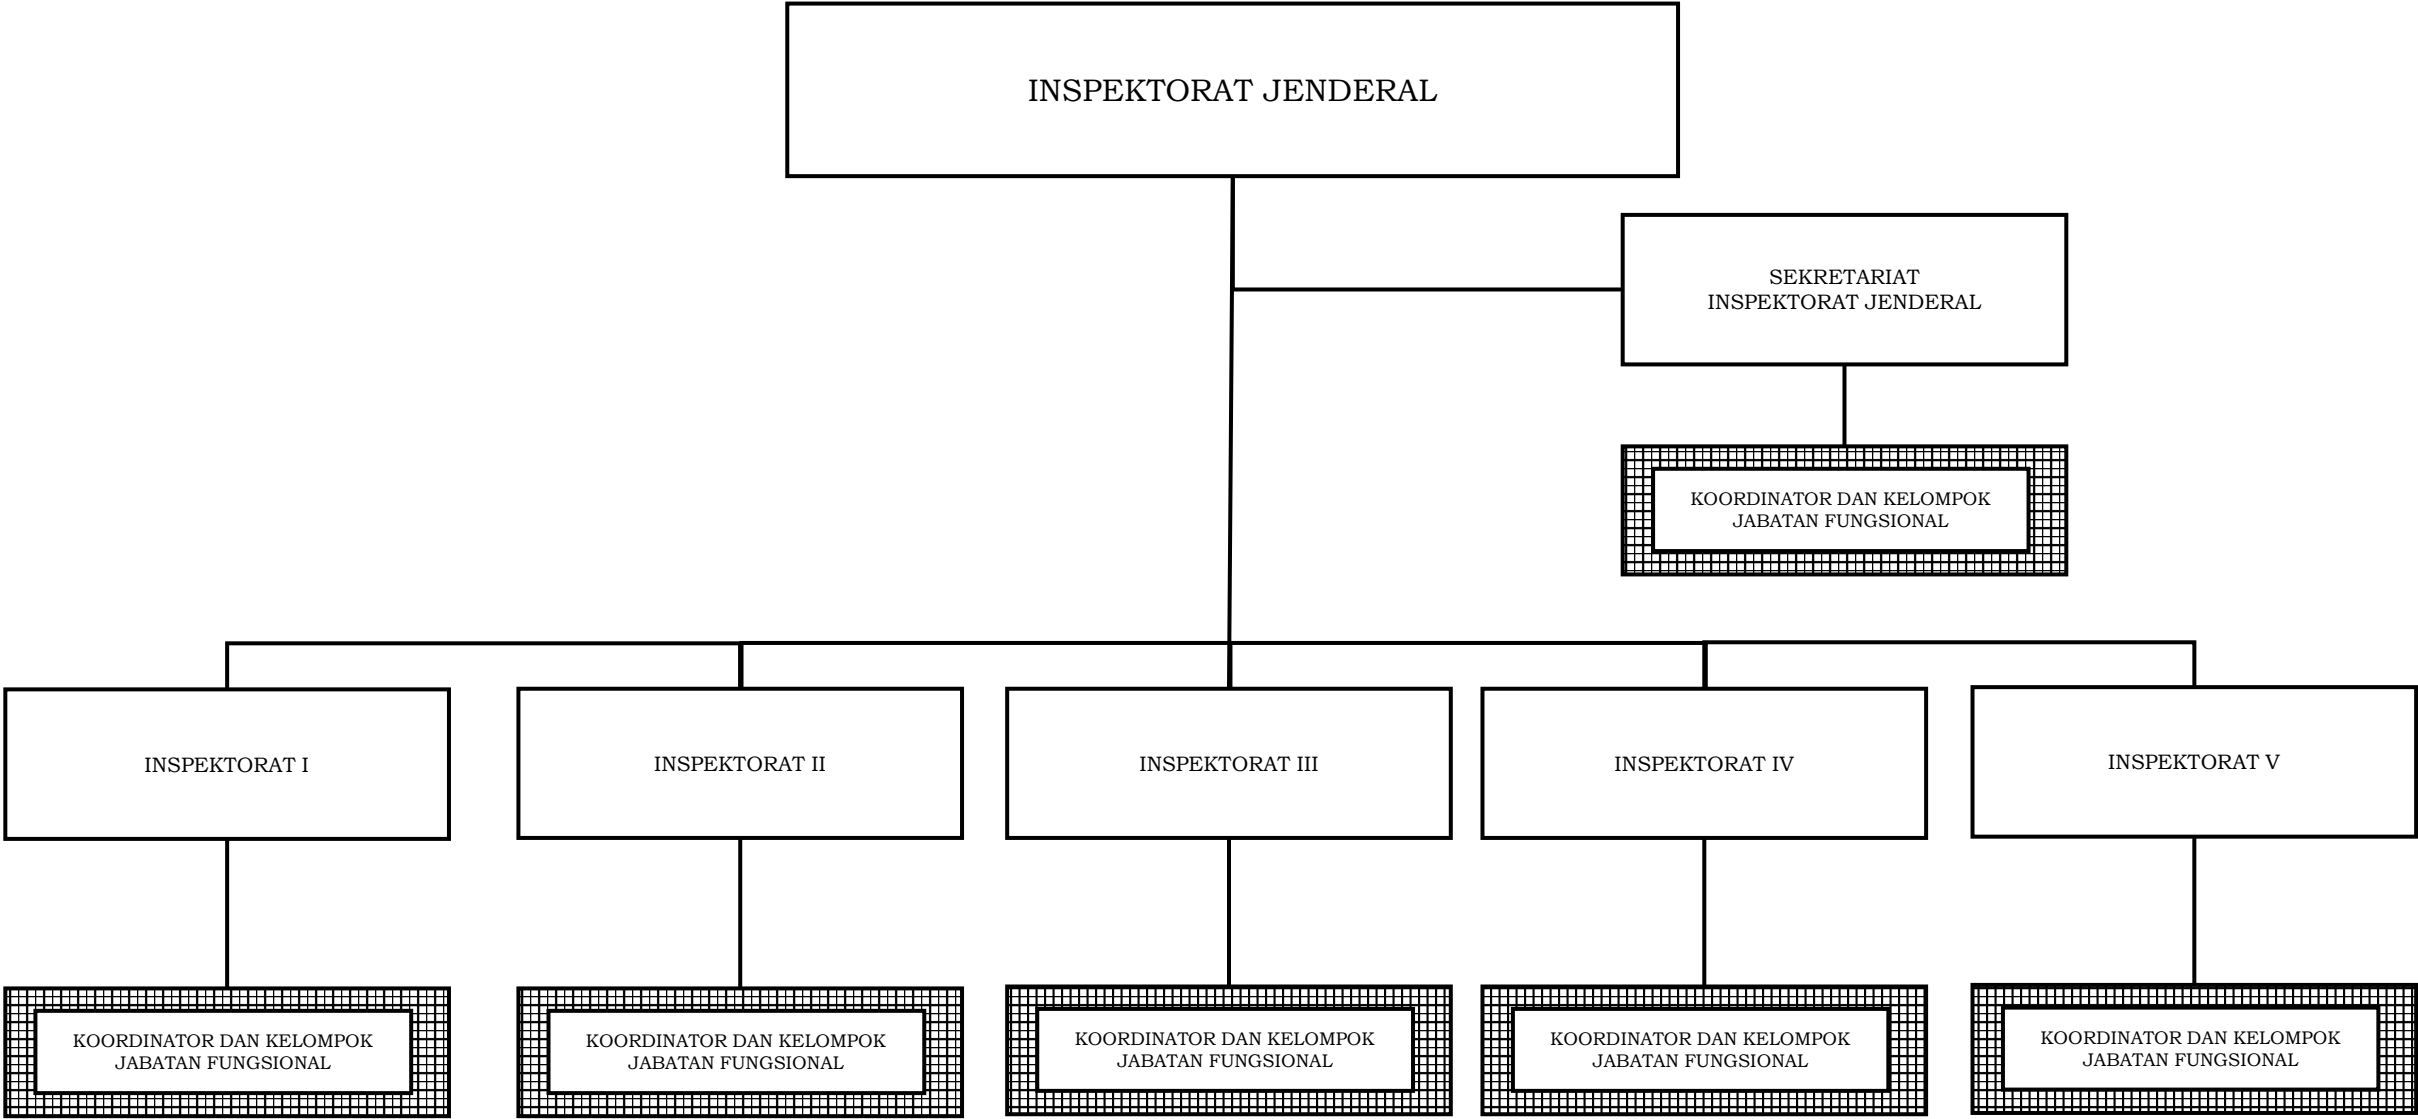 INSPEKTORAT JENDERAL
SEKRETARIAT
INSPEKTORAT JENDERAL
KOORDINATOR DAN KELOMPOK
JABATAN FUNGSIONAL
INSPEKTORAT I
INSPEKTORAT II
INSPEKTORAT III
INSPEKTORAT IV
INSPEKTORAT V
KOORDINATOR DAN KELOMPOK
JABATAN FUNGSIONAL
KOORDINATOR DAN KELOMPOK
JABATAN FUNGSIONAL
KOORDINATOR DAN KELOMPOK
JABATAN FUNGSIONAL
KOORDINATOR DAN KELOMPOK
JABATAN FUNGSIONAL
KOORDINATOR DAN KELOMPOK
JABATAN FUNGSIONAL